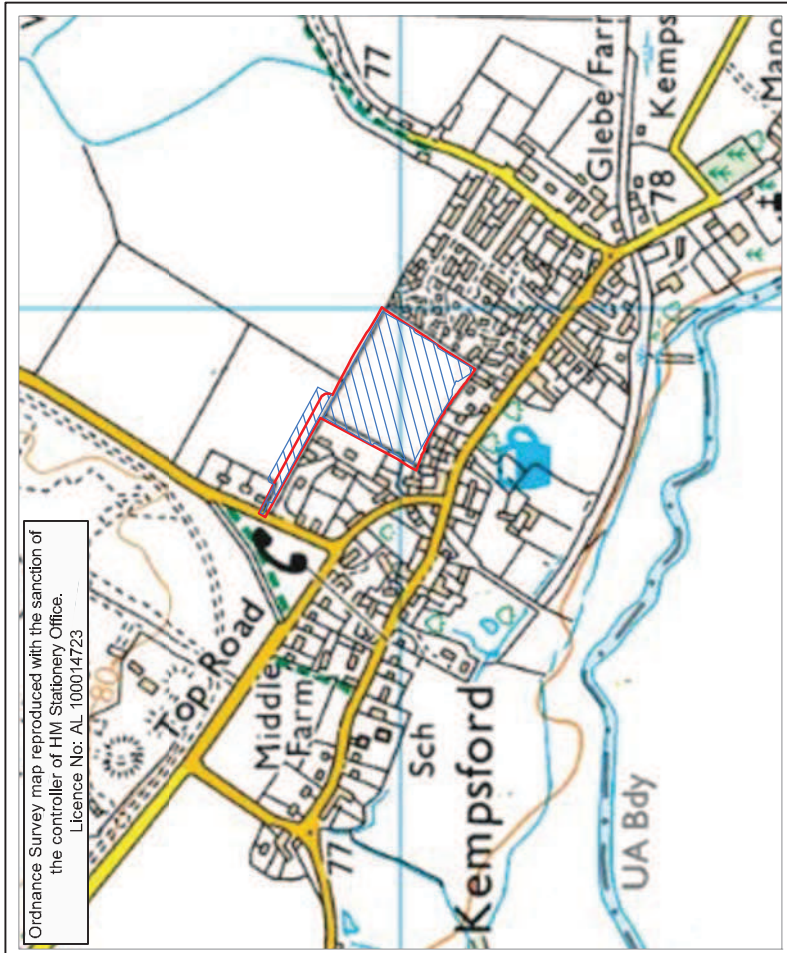 Ordnance Survey map reproduced with the sanction of
the controller of HM Stationery Office.
Licence No: AL 100014723
Top Road
80
Middle
Farm
77
Sch
Kempsford
UA Bdy
77
Glebe Farm
Kemps
78
Mano